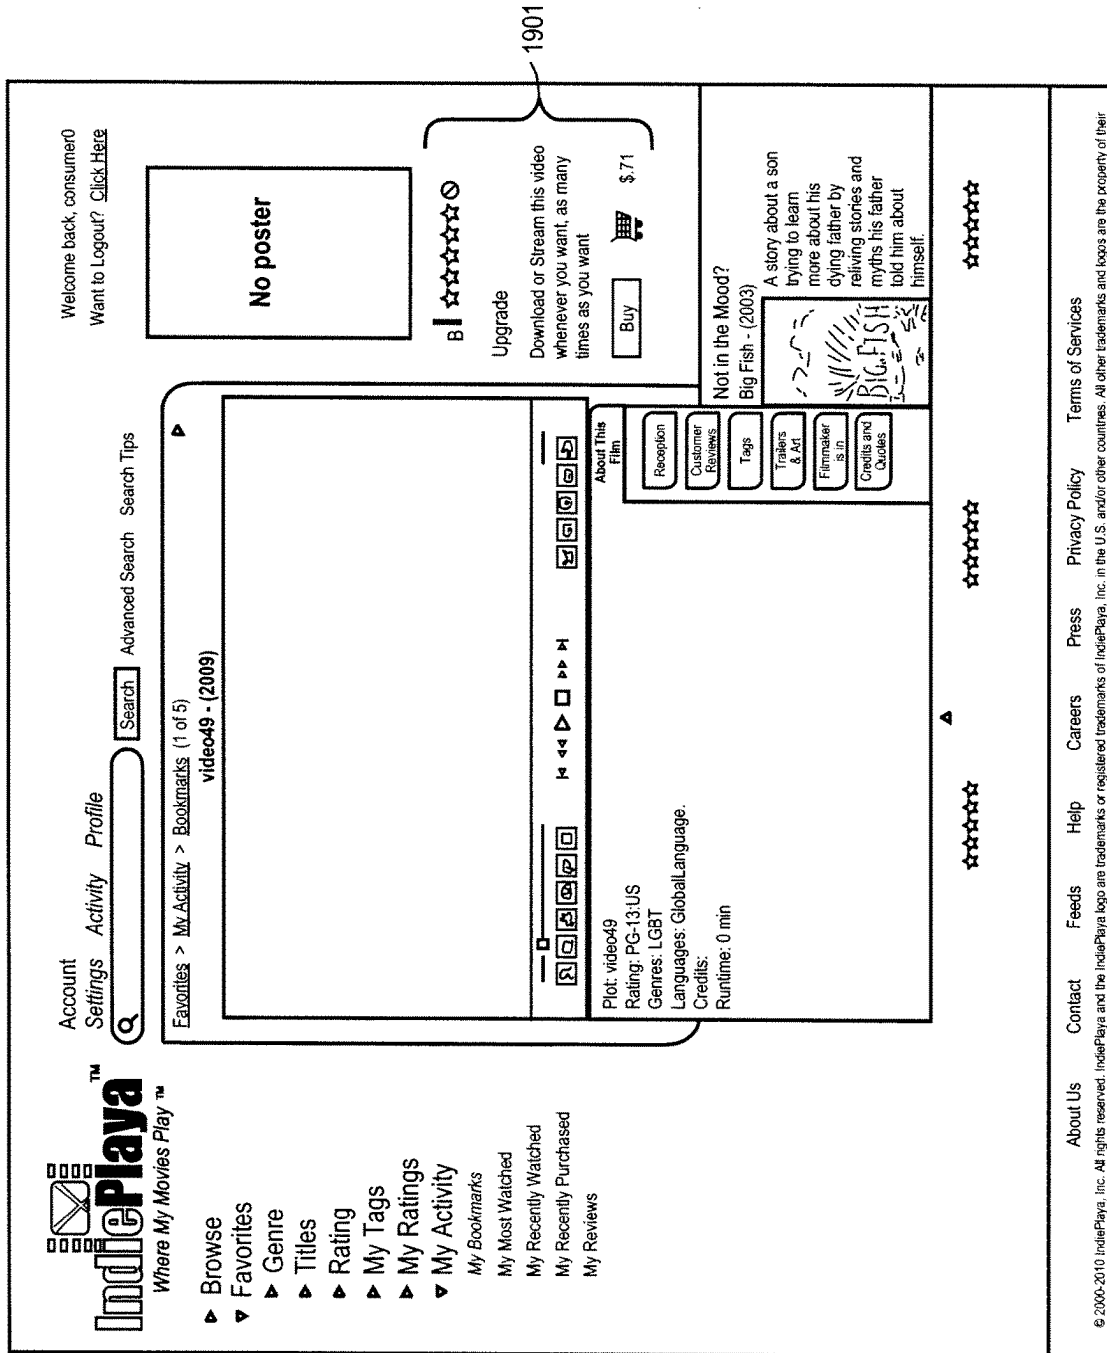 IndiePlaya™
Where My Movies Play ™
Account
Settings Activity Profile
Search Advanced Search Search Tips
Welcome back, consumer0
Want to Logout? Click Here
Browse
Favorites
Genre
Titles
Rating
My Tags
My Ratings
My Activity
My Bookmarks
My Most Watched
My Recently Watched
My Recently Purchased
My Reviews
Favorites > My Activity > Bookmarks (1 of 5)
video49 - (2009)
No poster
B
Upgrade
Download or Stream this video
whenever you want, as many
times as you want
Buy $.71
1901
Plot: video49
Rating: PG-13:US
Genres: LGBT
Languages: GlobalLanguage.
Credits:
Runtime: 0 min
About This
Film
Reception
Customer
Reviews
Tags
Trailers
& Art
Filmmaker
is in
Credits and
Quotes
Not in the Mood?
Big Fish - (2003)
BIG FISH
A story about a son
trying to learn
more about his
dying father by
reliving stories and
myths his father
told him about
himself.
About Us Contact Feeds Help Careers Press Privacy Policy Terms of Services
© 2000-2010 IndiePlaya, Inc. All rights reserved. IndiePlaya and the IndiePlaya logo are trademarks or registered trademarks of IndiePlaya, Inc. in the U.S. and/or other countries. All other trademarks and logos are the property of their